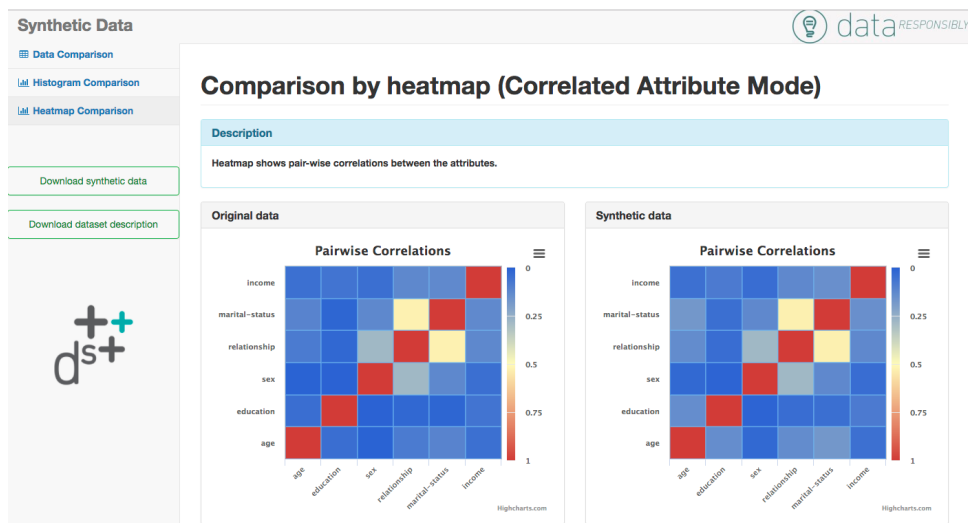 Synthetic Data
data RESPONSIBLY
Data Comparison
Histogram Comparison
Heatmap Comparison
Download synthetic data
Download dataset description
ds
Comparison by heatmap (Correlated Attribute Mode)
Description
Heatmap shows pair-wise correlations between the attributes.
Original data
Pairwise Correlations
income
marital-status
relationship
sex
education
age
age
education
sex
relationship
marital-status
income
0
0.25
0.5
0.75
1
Highcharts.com
Synthetic data
Pairwise Correlations
income
marital-status
relationship
sex
education
age
age
education
sex
relationship
marital-status
income
0
0.25
0.5
0.75
1
Highcharts.com